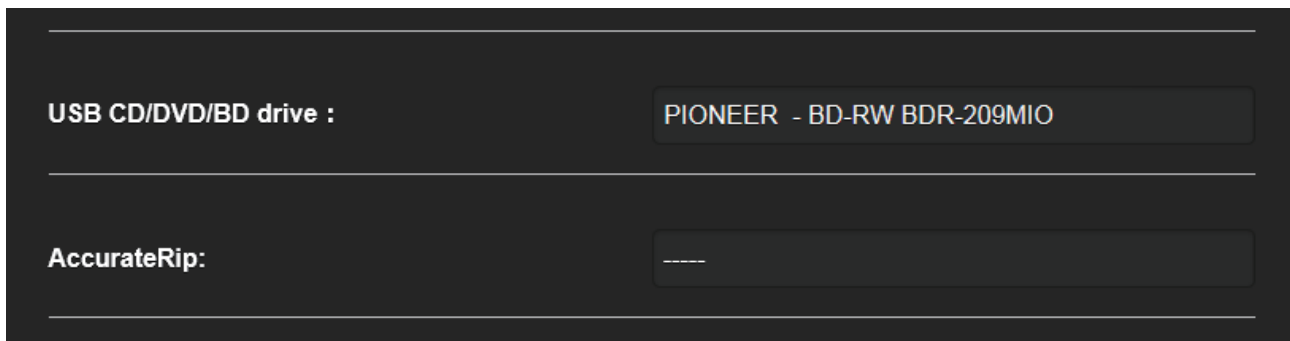 USB CD/DVD/BD drive : PIONEER  - BD-RW BDR-209MIO
AccurateRip: -----